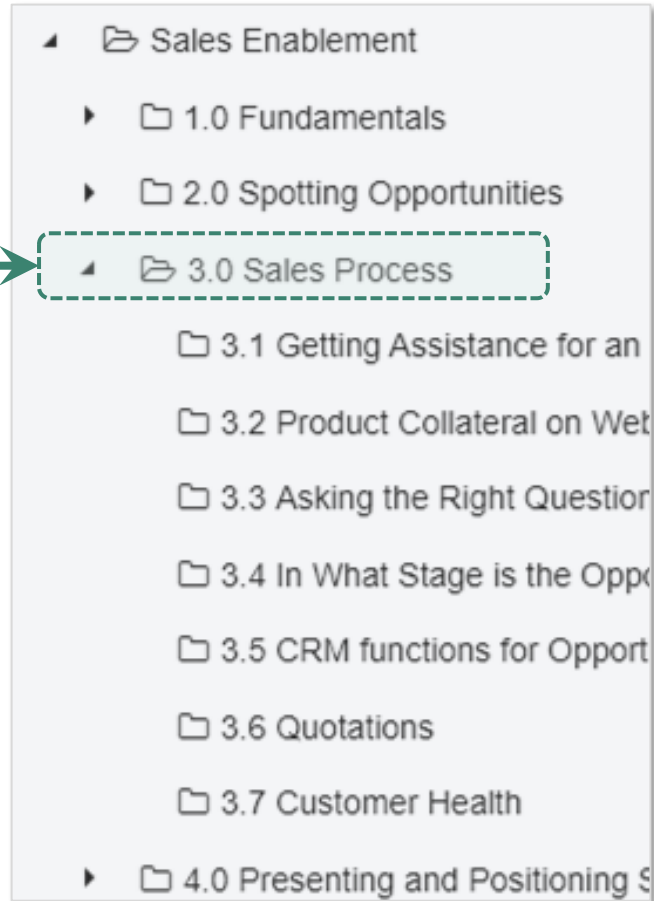 Sales Enablement
1.0 Fundamentals
2.0 Spotting Opportunities
3.0 Sales Process
3.1 Getting Assistance for an
3.2 Product Collateral on
3.3 Asking the Right
3.4 In What Stage is the
3.5 CRM functions for
3.6 Quotations
3.7 Customer Health
4.0 Presenting and Positioning